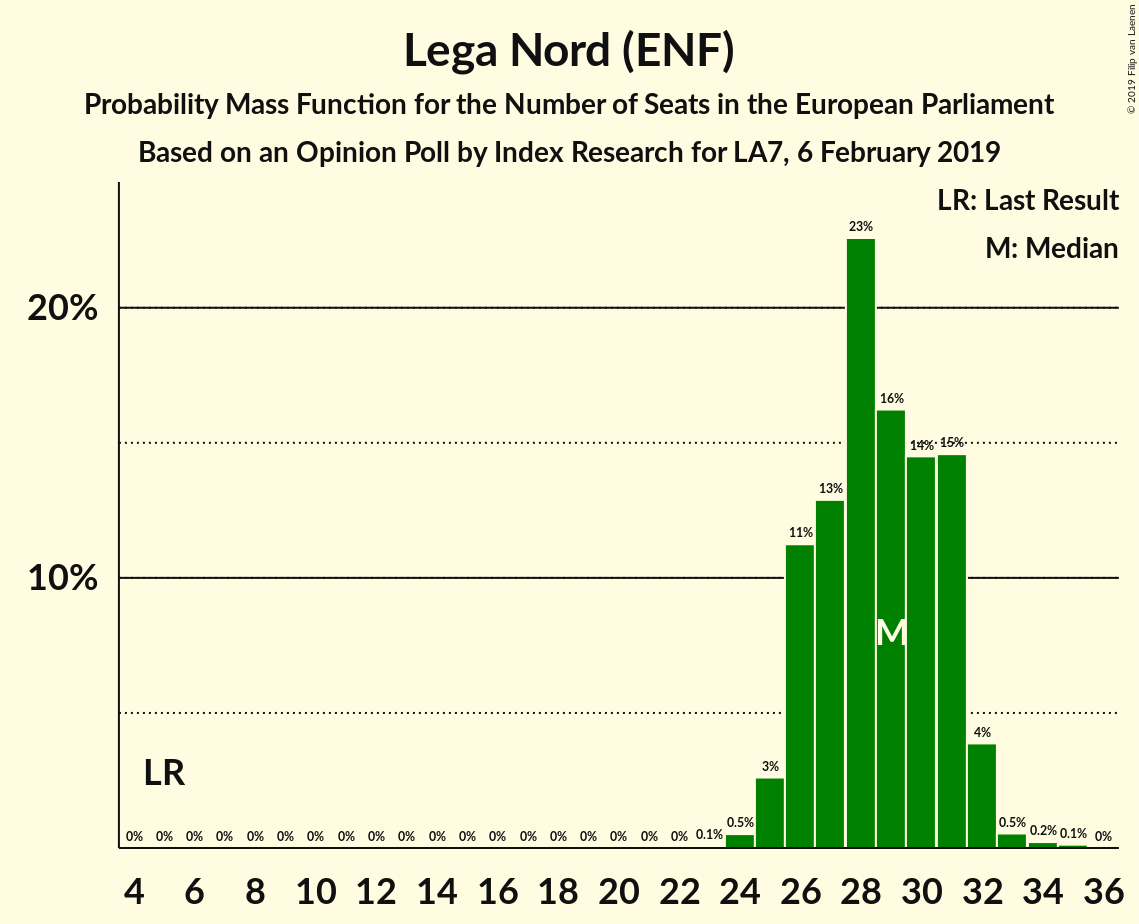 Lega Nord (ENF)
Probability Mass Function for the Number of Seats in the European Parliament
Based on an Opinion Poll by Index Research for LA7, 6 February 2019
© 2019 Filip van Laenen
LR: Last Result
M: Median
20%
10%
23%
16%
14% 15%
13%
11%
M
4%
3%
LR
0% 0% 0% 0% 0% 0% 0% 0% 0% 0% 0% 0% 0% 0% 0% 0% 0% 0% 0% 0.1% 0.5% 0.5% 0.2% 0.1% 0%
4 6 8 10 12 14 16 18 20 22 24 26 28 30 32 34 36